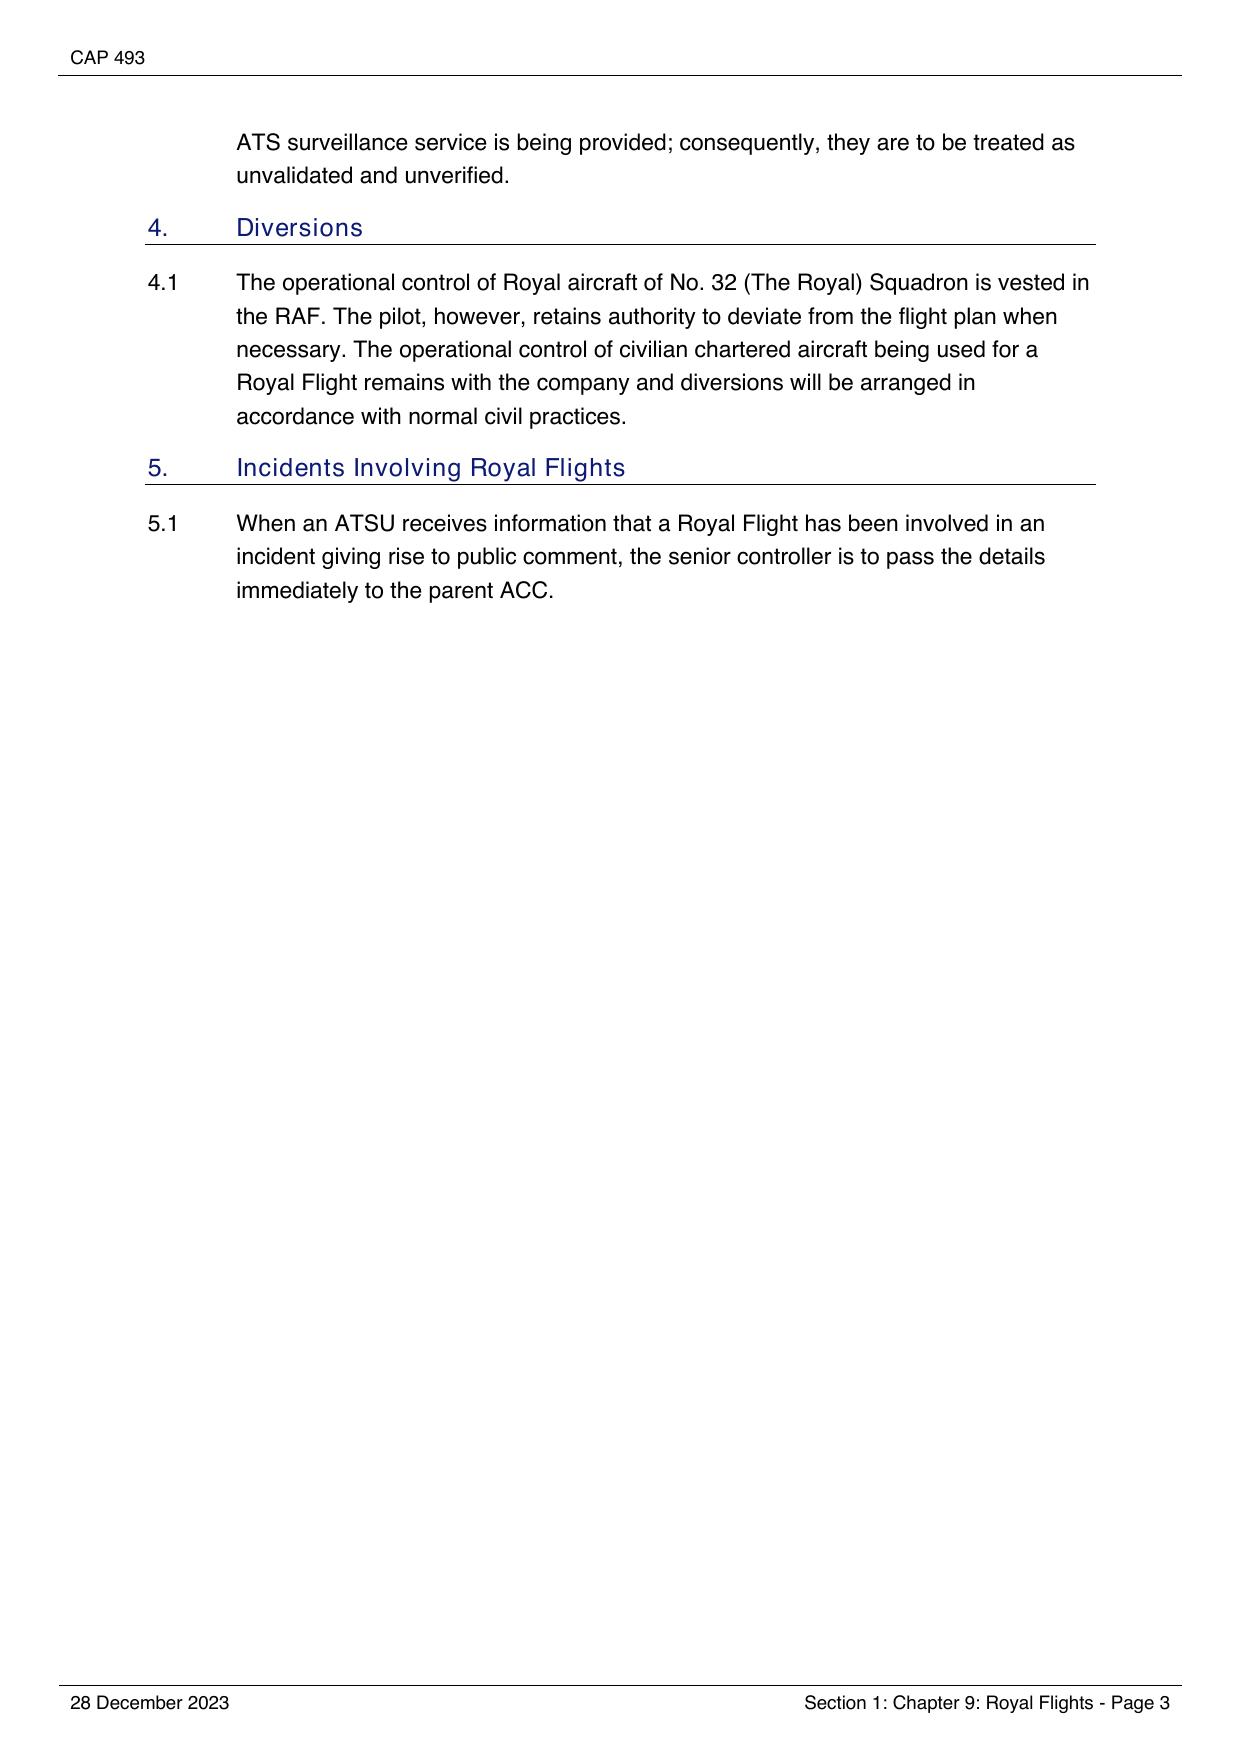 CAP 493
ATS surveillance service is being provided; consequently, they are to be treated as
unvalidated and unverified.
4. Diversions
4.1 The operational control of Royal aircraft of No. 32 (The Royal) Squadron is vested in
the RAF. The pilot, however, retains authority to deviate from the flight plan when
necessary. The operational control of civilian chartered aircraft being used for a
Royal Flight remains with the company and diversions will be arranged in
accordance with normal civil practices.
5. Incidents Involving Royal Flights
5.1 When an ATSU receives information that a Royal Flight has been involved in an
incident giving rise to public comment, the senior controller is to pass the details
immediately to the parent ACC.
28 December 2023 Section 1: Chapter 9: Royal Flights - Page 3